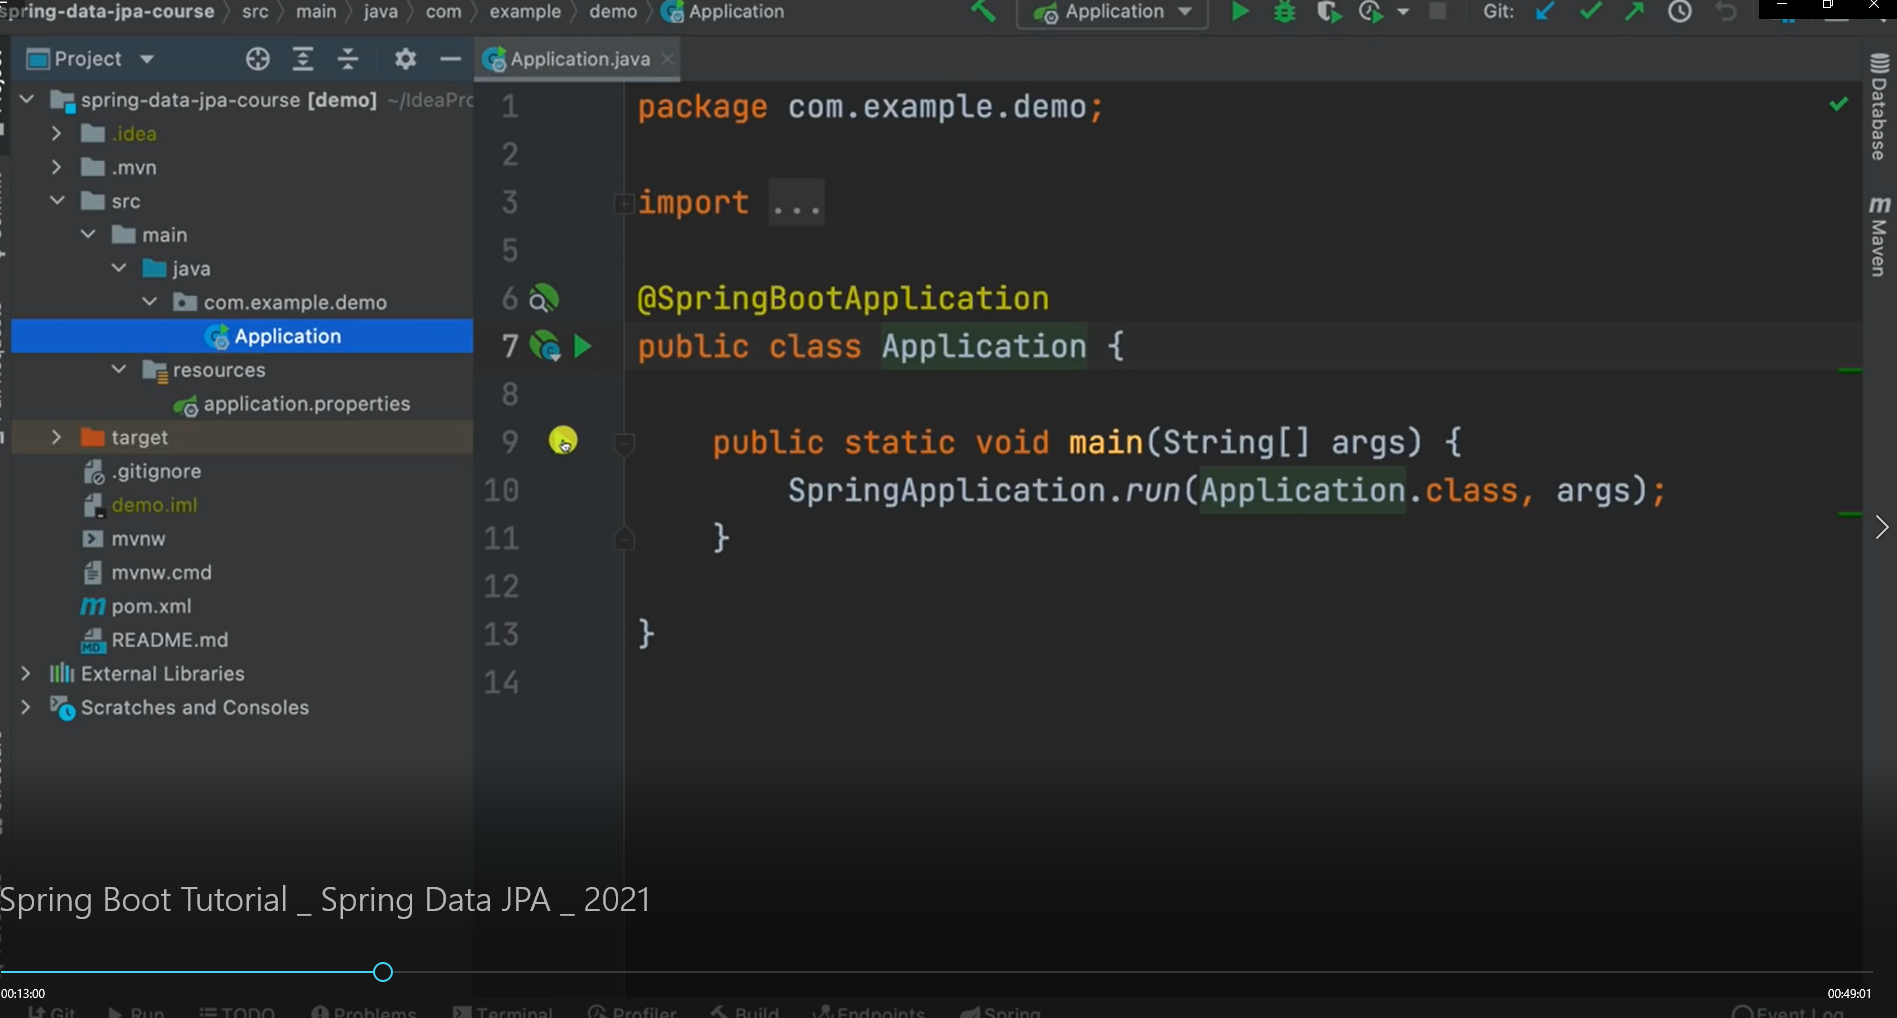 spring-data-jpa-course src main java com example demo Application
Application Git:
Project
Application.java
spring-data-jpa-course [demo] ~/IdeaPro
.idea
.mvn
src
main
java
com.example.demo
Application
resources
application.properties
target
.gitignore
demo.iml
mvnw
mvnw.cmd
pom.xml
README.md
External Libraries
Scratches and Consoles
1 package com.example.demo;
2
3 import ...
5
6 @SpringBootApplication
7 public class Application {
8
9 public static void main(String[] args) {
10 SpringApplication.run(Application.class, args);
11 }
12
13 }
14
Database
Maven
Spring Boot Tutorial _ Spring Data JPA _ 2021
00:13:00
00:49:01
Git Run TODO Problems Terminal Profiler Build Endpoints Spring Event Log